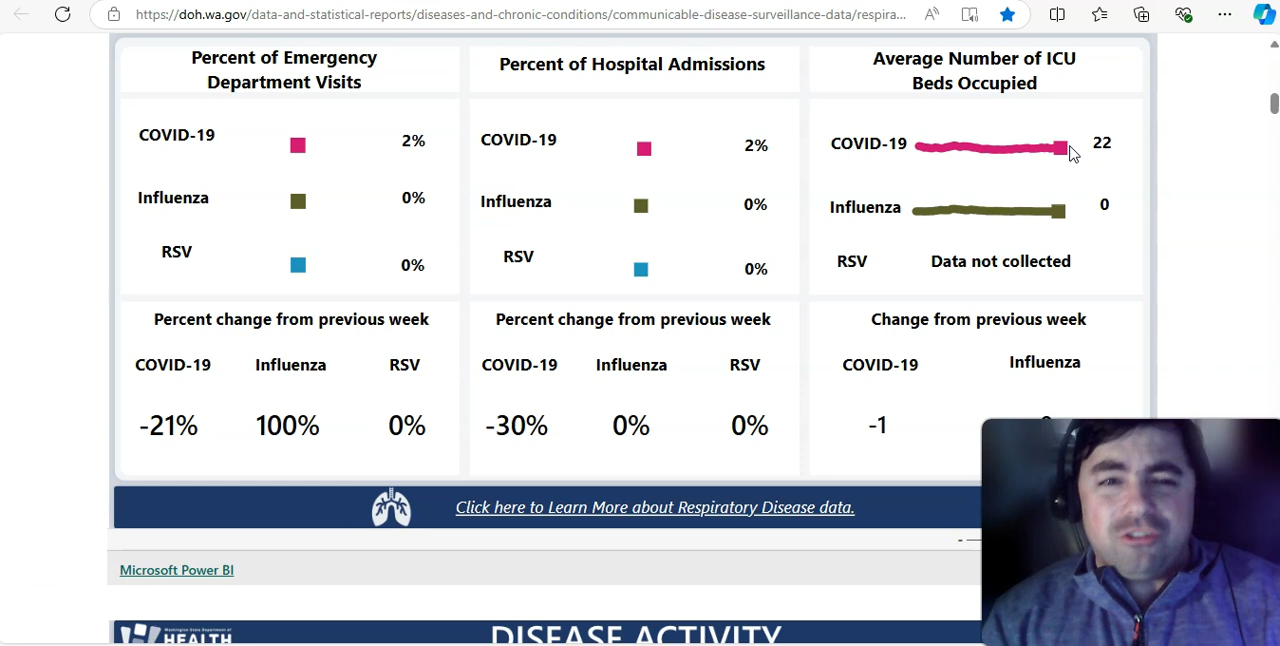 https://doh.wa.gov/data-and-statistical-reports/diseases-and-chronic-conditions/communicable-disease-surveillance-data/respira...
Percent of Emergency
Department Visits
COVID-19 2%
Influenza 0%
RSV 0%
Percent of Hospital Admissions
COVID-19 2%
Influenza 0%
RSV 0%
Average Number of ICU
Beds Occupied
COVID-19 22
Influenza 0
RSV Data not collected
Percent change from previous week
COVID-19 Influenza RSV
-21% 100% 0%
Percent change from previous week
COVID-19 Influenza RSV
-30% 0% 0%
Change from previous week
COVID-19 Influenza
-1
Click here to Learn More about Respiratory Disease data.
Microsoft Power BI
Washington State Department of
HEALTH
DISEASE ACTIVITY